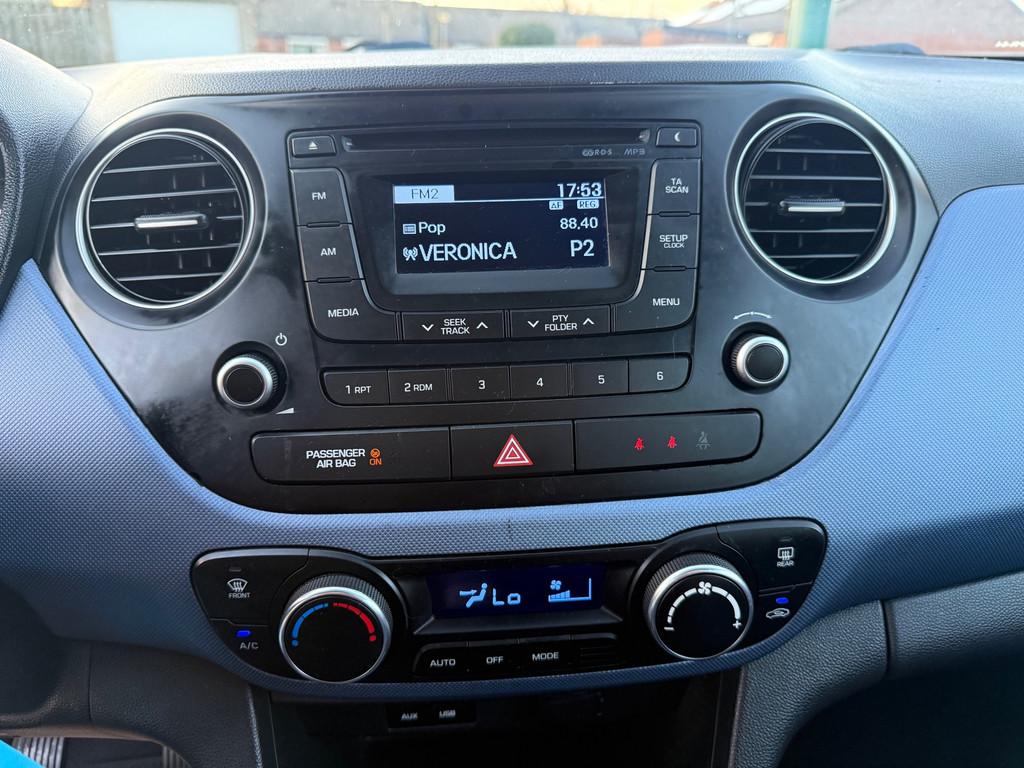 R·D·S MP3
FM
AM
MEDIA
FM2 17:53
AF REG
Pop 88.40
VERONICA P2
TA
SCAN
SETUP
CLOCK
MENU
SEEK
TRACK
PTY
FOLDER
1 RPT
2 RDM
3
4
5
6
PASSENGER
AIR BAG ON
FRONT
A/C
Lo
AUTO
OFF
MODE
REAR
AUX
USB